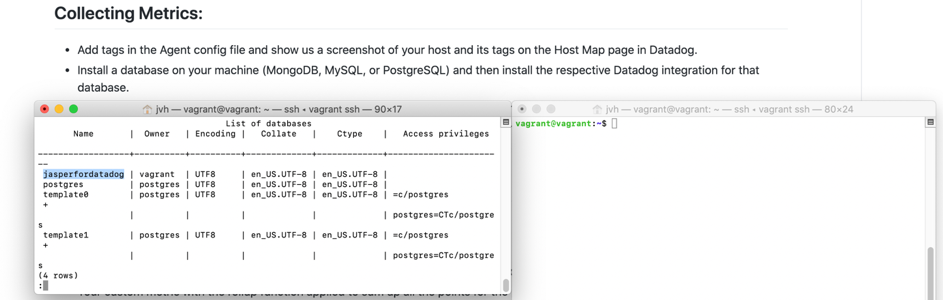 Collecting Metrics:
• Add tags in the Agent config file and show us a screenshot of your host and its tags on the Host Map page in Datadog.
• Install a database on your machine (MongoDB, MySQL, or PostgreSQL) and then install the respective Datadog integration for that
database.
jvh — vagrant@vagrant: ~ — ssh • vagrant ssh — 90×17
List of databases
Name | Owner | Encoding | Collate | Ctype | Access privileges
-----------------+----------+----------+-------------+-------------+--------------------
--
jasperfordatadog | vagrant | UTF8 | en_US.UTF-8 | en_US.UTF-8 |
postgres | postgres | UTF8 | en_US.UTF-8 | en_US.UTF-8 |
template0 | postgres | UTF8 | en_US.UTF-8 | en_US.UTF-8 | =c/postgres
+
| | | | | postgres=CTc/postgre
s
template1 | postgres | UTF8 | en_US.UTF-8 | en_US.UTF-8 | =c/postgres
+
| | | | | postgres=CTc/postgre
s
(4 rows)
:
jvh — vagrant@vagrant: ~ — ssh • vagrant ssh — 80×24
vagrant@vagrant:~$